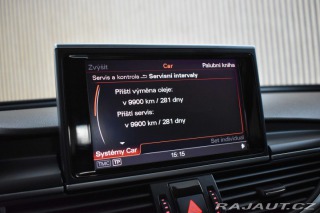 Zvýšit Car Palubní kniha
Servis a kontrola Servisní intervaly
Příští výměna oleje:
v 9900 km / 281 dny
Příští servis:
v 9900 km / 281 dny
Systémy Car Set individual
TMC TP 15:15
RAJAUT.CZ